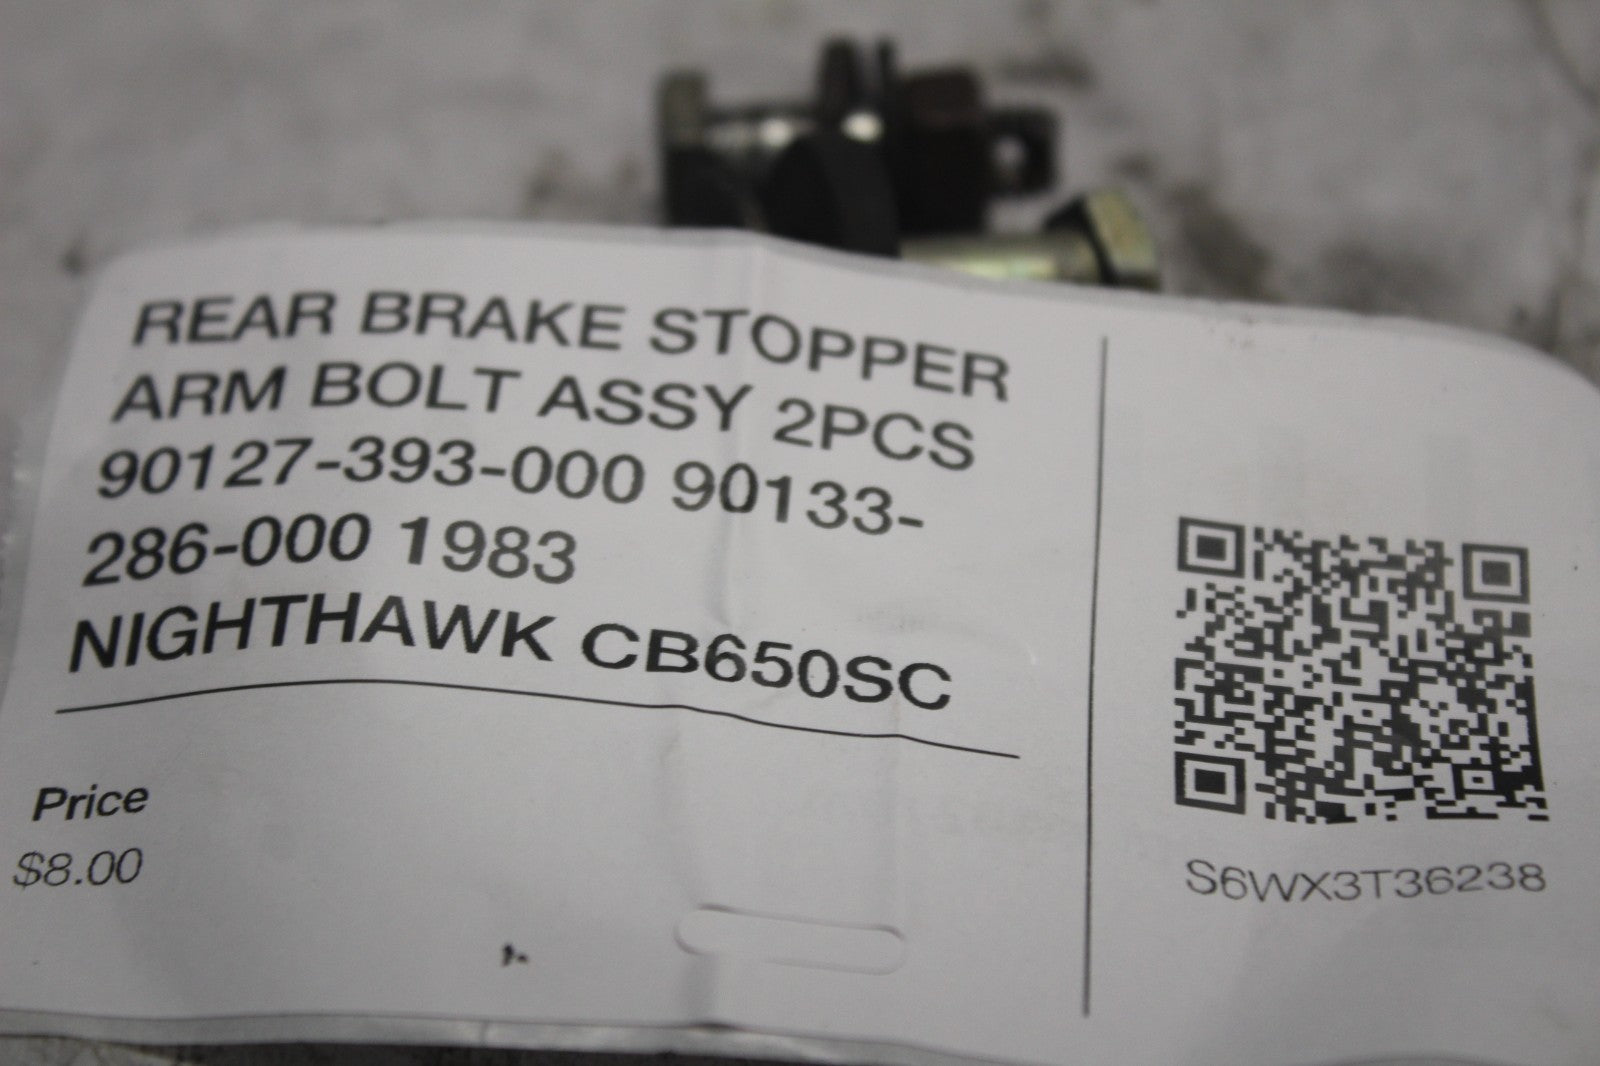 REAR BRAKE STOPPER
ARM BOLT ASSY 2PCS
90127-393-000 90133-
286-000 1983
NIGHTHAWK CB650SC
Price
$8.00
S6WX3T36238